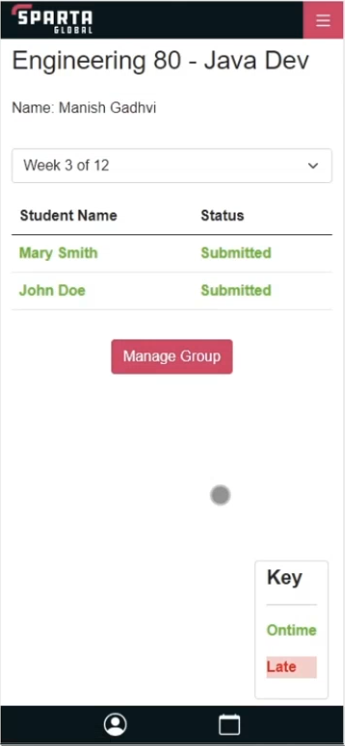 SPARTA
GLOBAL
Engineering 80 - Java Dev
Name: Manish Gadhvi
Week 3 of 12
Student Name Status
Mary Smith Submitted
John Doe Submitted
Manage Group
Key
Ontime
Late